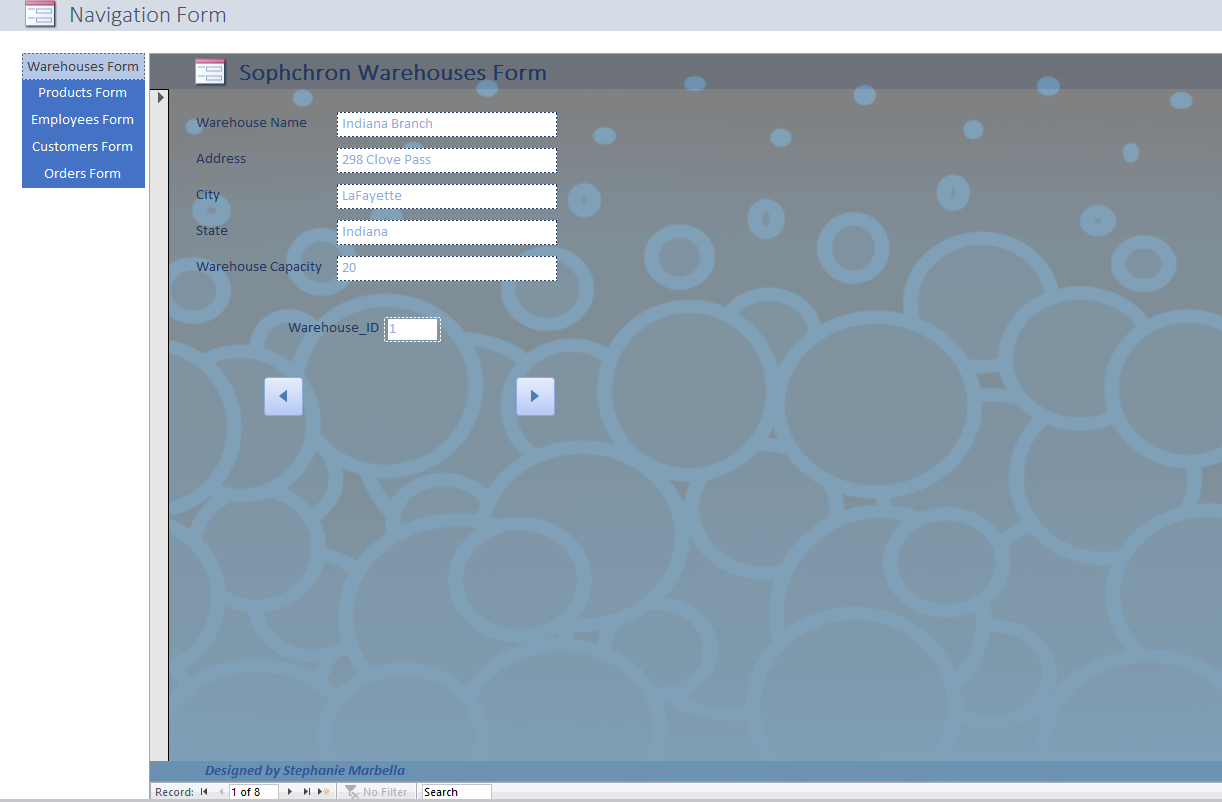 Navigation Form
Warehouses Form
Products Form
Employees Form
Customers Form
Orders Form
Sophchron Warehouses Form
Warehouse Name Indiana Branch
Address 298 Clove Pass
City LaFayette
State Indiana
Warehouse Capacity 20
Warehouse_ID 1
Designed by Stephanie Marbella
Record: 1 of 8 No Filter Search